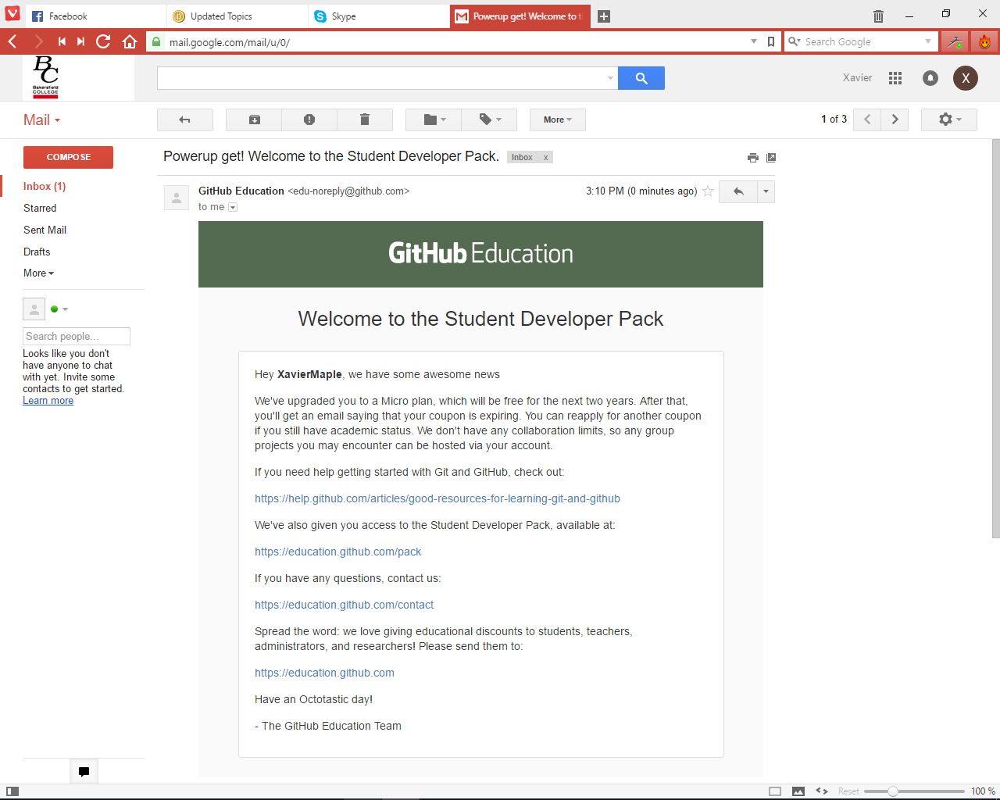 Facebook
Updated Topics
Skype
Powerup get! Welcome to t
mail.google.com/mail/u/0/
Search Google
BC
Bakersfield
COLLEGE
Xavier
X
Mail
More
1 of 3
COMPOSE
Powerup get! Welcome to the Student Developer Pack.
Inbox x
Inbox (1)
Starred
Sent Mail
Drafts
More
GitHub Education <edu-noreply@github.com>
3:10 PM (0 minutes ago)
to me
Search people...
Looks like you don't
have anyone to chat
with yet. Invite some
contacts to get started.
Learn more
GitHub Education
Welcome to the Student Developer Pack
Hey XavierMaple, we have some awesome news
We've upgraded you to a Micro plan, which will be free for the next two years. After that,
you'll get an email saying that your coupon is expiring. You can reapply for another coupon
if you still have academic status. We don't have any collaboration limits, so any group
projects you may encounter can be hosted via your account.
If you need help getting started with Git and GitHub, check out:
https://help.github.com/articles/good-resources-for-learning-git-and-github
We've also given you access to the Student Developer Pack, available at:
https://education.github.com/pack
If you have any questions, contact us:
https://education.github.com/contact
Spread the word: we love giving educational discounts to students, teachers,
administrators, and researchers! Please send them to:
https://education.github.com
Have an Octotastic day!
- The GitHub Education Team
Reset
100 %